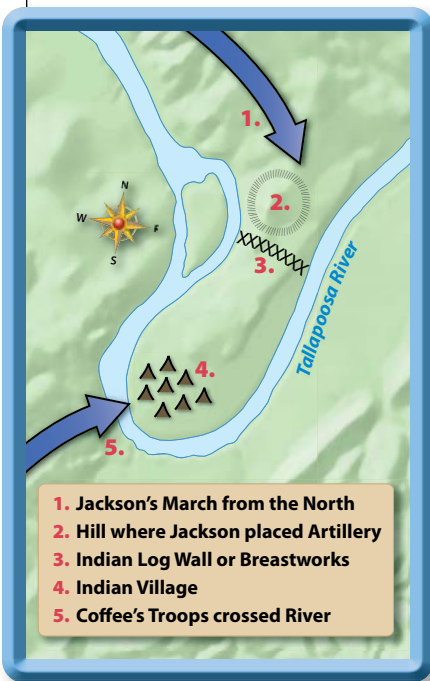 1.
2.
3.
N
W
E
S
Tallapoosa River
4.
5.
1. Jackson's March from the North
2. Hill where Jackson placed Artillery
3. Indian Log Wall or Breastworks
4. Indian Village
5. Coffee's Troops crossed River